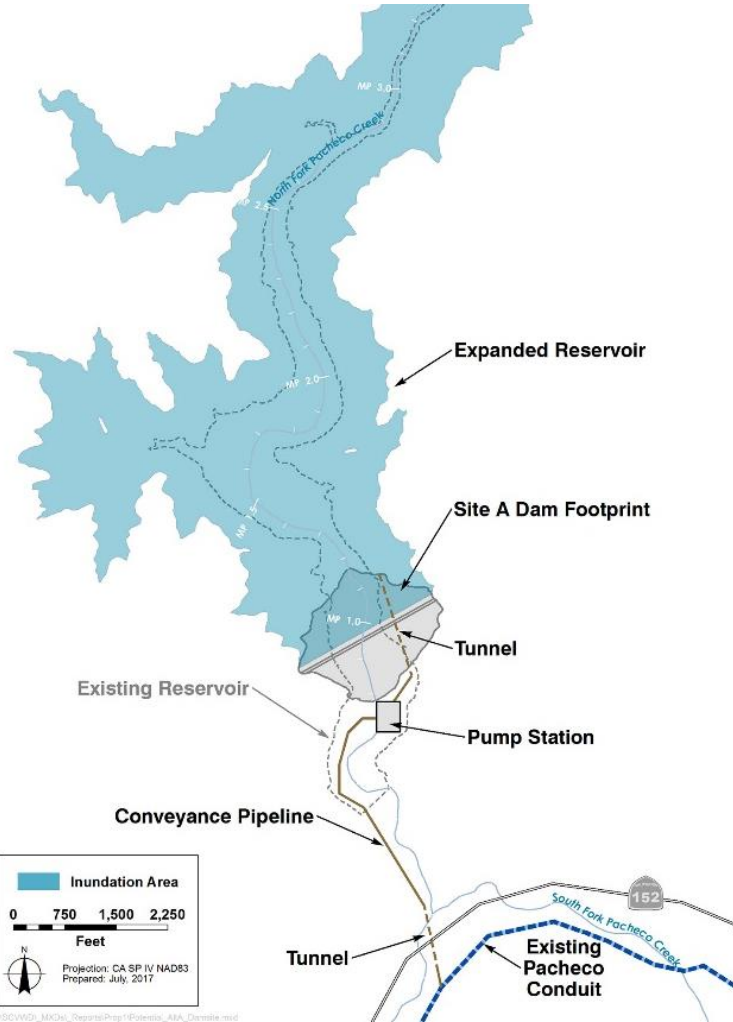 MP 3.0
North Fork Pacheco Creek
MP 2.5
MP 2.0
Expanded Reservoir
MP 1.5
Site A Dam Footprint
MP 1.0
Tunnel
Existing Reservoir
Pump Station
Conveyance Pipeline
Inundation Area
0 750 1,500 2,250
Feet
N
Projection: CA SP IV NAD83
Prepared: July, 2017
152
South Fork Pacheco Creek
Tunnel
Existing
Pacheco
Conduit